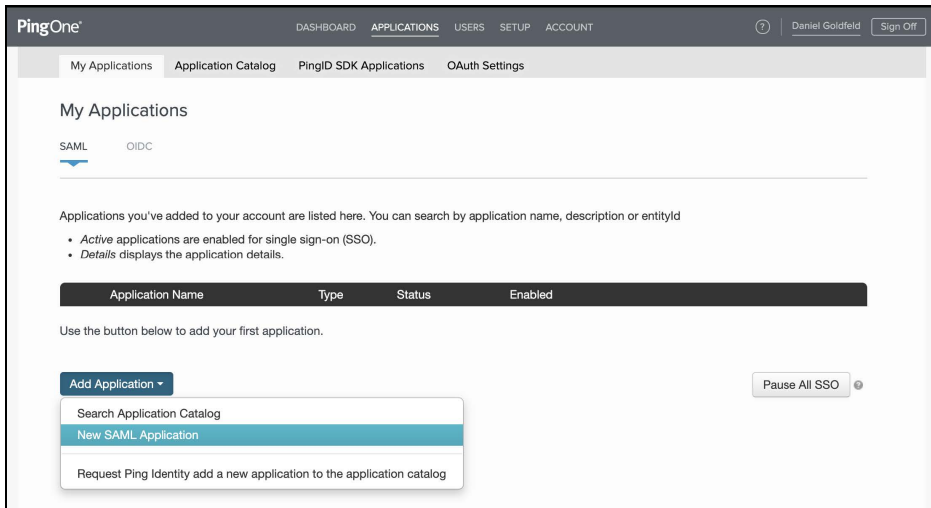 PingOne®
DASHBOARD APPLICATIONS USERS SETUP ACCOUNT
? Daniel Goldfeld Sign Off
My Applications Application Catalog PingID SDK Applications OAuth Settings
My Applications
SAML OIDC
Applications you've added to your account are listed here. You can search by application name, description or entityId
• Active applications are enabled for single sign-on (SSO).
• Details displays the application details.
Application Name Type Status Enabled
Use the button below to add your first application.
Add Application
Pause All SSO ?
Search Application Catalog
New SAML Application
Request Ping Identity add a new application to the application catalog